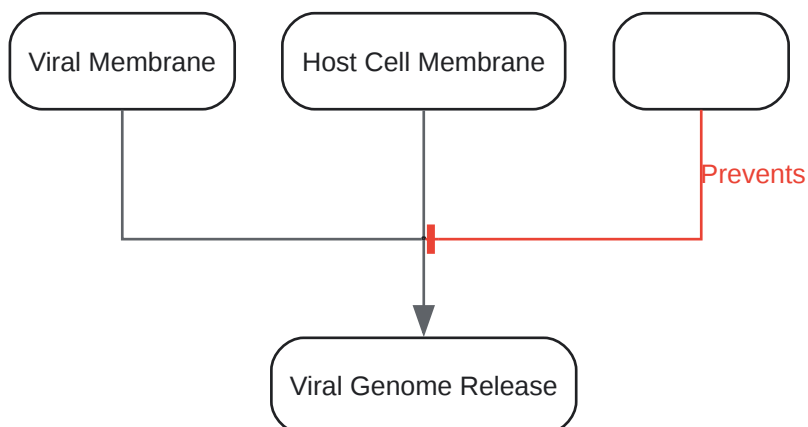 Viral Membrane
Host Cell Membrane
Prevents
Viral Genome Release